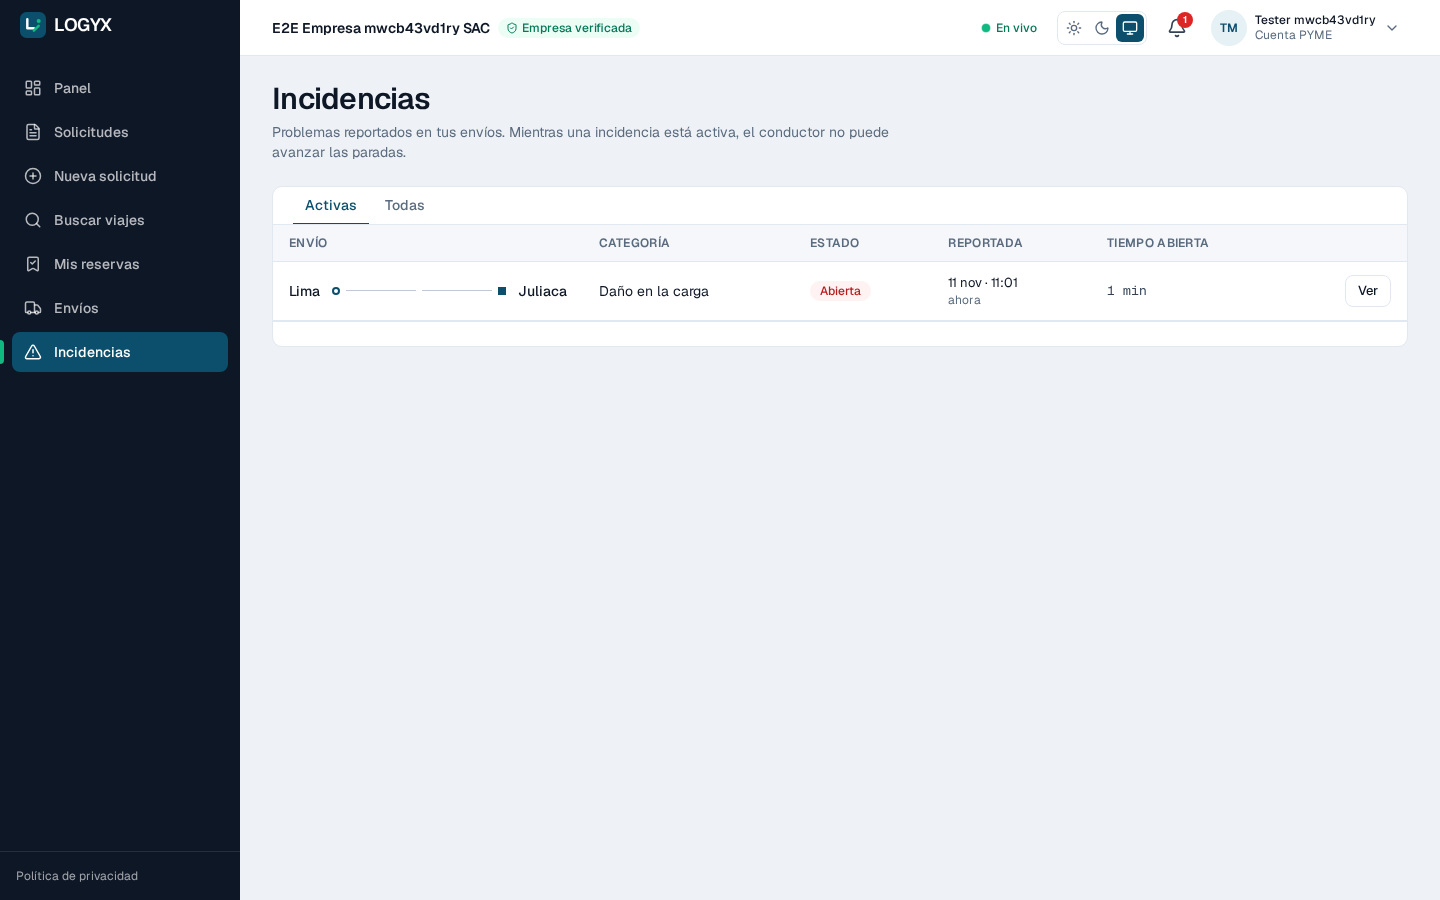 LOGYX
Panel
Solicitudes
Nueva solicitud
Buscar viajes
Mis reservas
Envíos
Incidencias
Política de privacidad
E2E Empresa mwcb43vd1ry SAC Empresa verificada
En vivo
1
TM
Tester mwcb43vd1ry
Cuenta PYME
Incidencias
Problemas reportados en tus envíos. Mientras una incidencia está activa, el conductor no puede
avanzar las paradas.
Activas Todas
ENVÍO CATEGORÍA ESTADO REPORTADA TIEMPO ABIERTA
Lima Juliaca Daño en la carga Abierta 11 nov · 11:01 1 min Ver
ahora